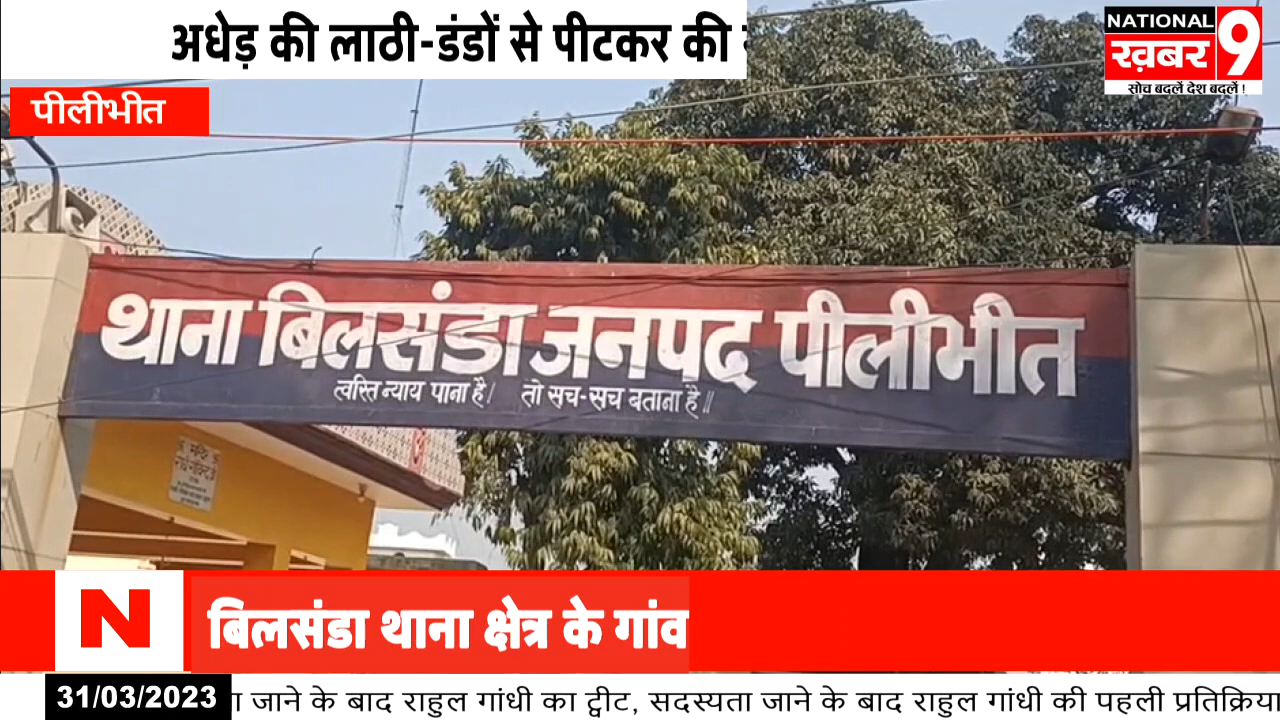 अधेड़ की लाठी-डंडों से पीटकर की
NATIONAL
ख़बर 9
सोच बदलें देश बदलें !
पीलीभीत
थाना बिलसंडा जनपद पीलीभीत
त्वरित न्याय पाना है। तो सच-सच बताना है॥
N
बिलसंडा थाना क्षेत्र के गांव
31/03/2023
जाने के बाद राहुल गांधी का ट्वीट, सदस्यता जाने के बाद राहुल गांधी की पहली प्रतिक्रिया